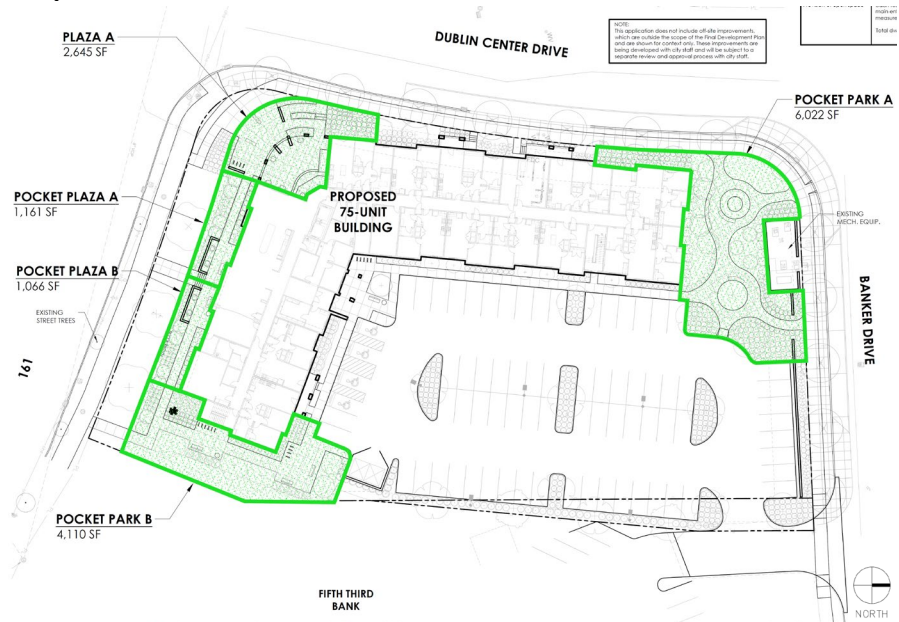 PLAZA A
2,645 SF
DUBLIN CENTER DRIVE
NOTE:
This application does not include off-site improvements,
which are outside the scope of the Final Development Plan
and are shown for context only. These improvements are
being developed with city staff and will be subject to a
separate review and approval process with city staff.
measure
POCKET PARK A
6,022 SF
POCKET PLAZA A
1,161 SF
PROPOSED
75-UNIT
BUILDING
EXISTING
MECH. EQUIP.
POCKET PLAZA B
1,066 SF
EXISTING
STREET TREES
BANKER DRIVE
161
POCKET PARK B
4,110 SF
FIFTH THIRD
BANK
NORTH